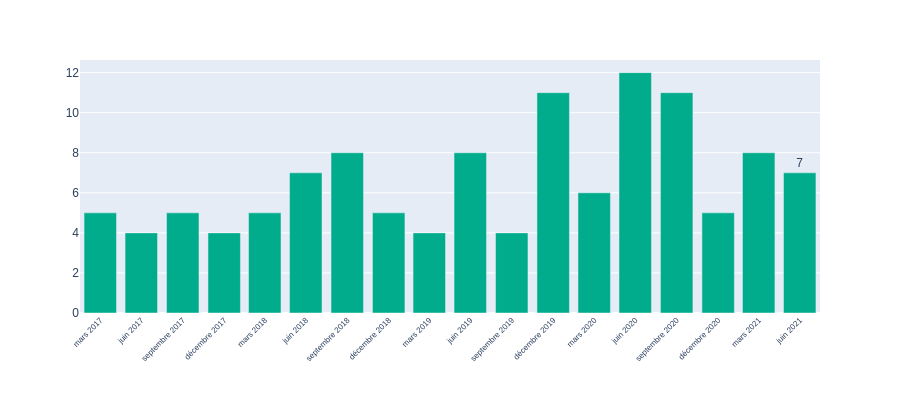 12
10
8
6
4
2
0
7
mars 2017
juin 2017
septembre 2017
décembre 2017
mars 2018
juin 2018
septembre 2018
décembre 2018
mars 2019
juin 2019
septembre 2019
décembre 2019
mars 2020
juin 2020
septembre 2020
décembre 2020
mars 2021
juin 2021